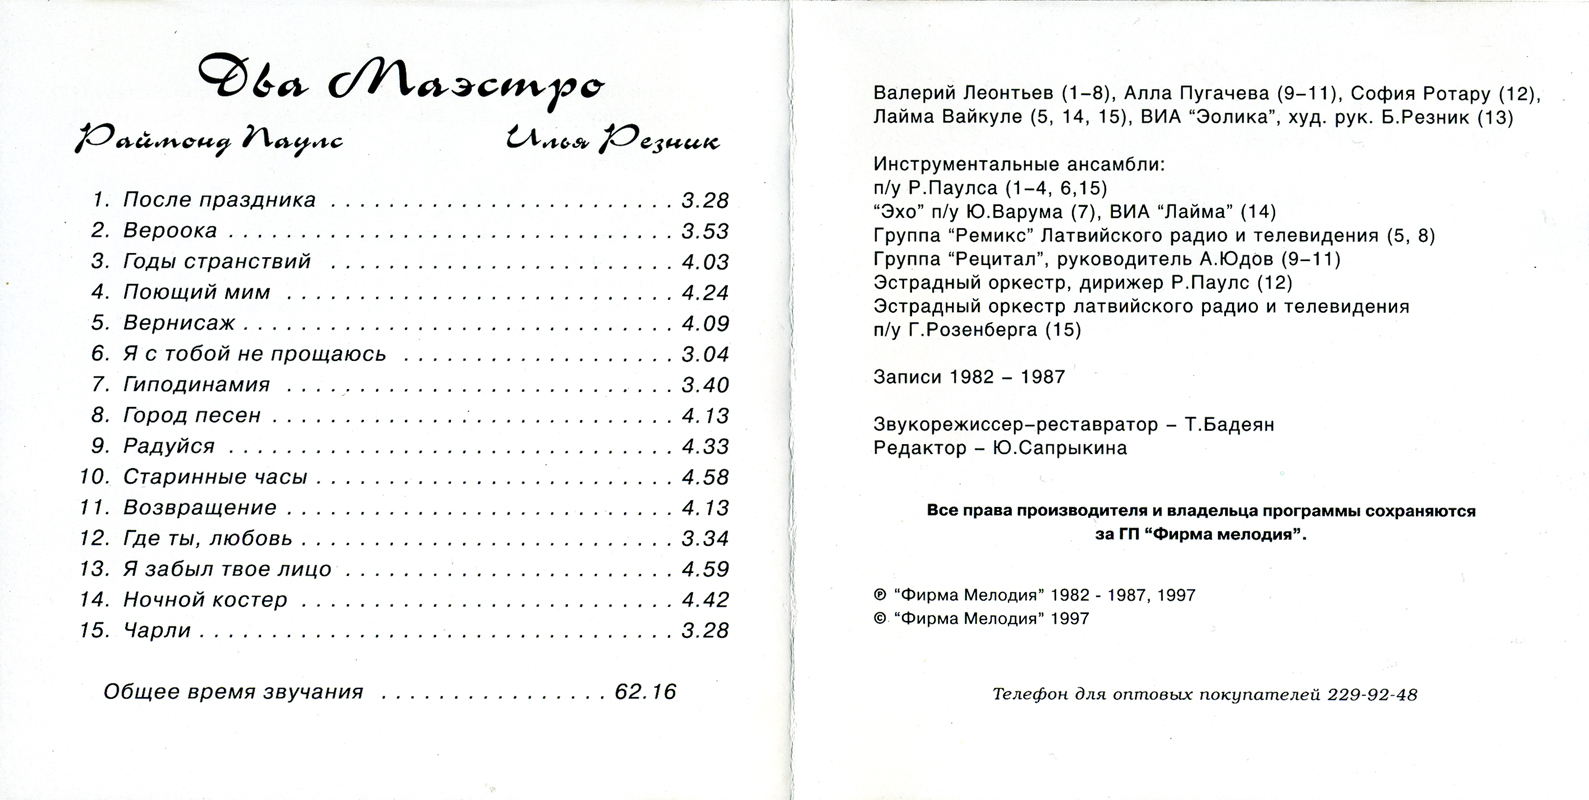 Два Маэстро
Раймонд Паулс Илья Резник
1. После праздника . . . . . . . . . . . . . . . . . . . . . . . . . . 3.28
2. Вероока . . . . . . . . . . . . . . . . . . . . . . . . . . . . . . . . . . 3.53
3. Годы странствий . . . . . . . . . . . . . . . . . . . . . . . . . . 4.03
4. Поющий мим . . . . . . . . . . . . . . . . . . . . . . . . . . . . . 4.24
5. Вернисаж . . . . . . . . . . . . . . . . . . . . . . . . . . . . . . . . . 4.09
6. Я с тобой не прощаюсь . . . . . . . . . . . . . . . . . . . . . 3.04
7. Гиподинамия . . . . . . . . . . . . . . . . . . . . . . . . . . . . . 3.40
8. Город песен . . . . . . . . . . . . . . . . . . . . . . . . . . . . . . 4.13
9. Радуйся . . . . . . . . . . . . . . . . . . . . . . . . . . . . . . . . . . 4.33
10. Старинные часы . . . . . . . . . . . . . . . . . . . . . . . . . . . 4.58
11. Возвращение . . . . . . . . . . . . . . . . . . . . . . . . . . . . . 4.13
12. Где ты, любовь . . . . . . . . . . . . . . . . . . . . . . . . . . . . 3.34
13. Я забыл твое лицо . . . . . . . . . . . . . . . . . . . . . . . . . 4.59
14. Ночной костер . . . . . . . . . . . . . . . . . . . . . . . . . . . . 4.42
15. Чарли . . . . . . . . . . . . . . . . . . . . . . . . . . . . . . . . . . . . 3.28
Общее время звучания . . . . . . . . . . . . . . . . 62.16
Валерий Леонтьев (1–8), Алла Пугачева (9–11), София Ротару (12),
Лайма Вайкуле (5, 14, 15), ВИА “Эолика”, худ. рук. Б.Резник (13)
Инструментальные ансамбли:
п/у Р.Паулса (1–4, 6,15)
“Эхо” п/у Ю.Варума (7), ВИА “Лайма” (14)
Группа “Ремикс” Латвийского радио и телевидения (5, 8)
Группа “Рецитал”, руководитель А.Юдов (9–11)
Эстрадный оркестр, дирижер Р.Паулс (12)
Эстрадный оркестр латвийского радио и телевидения
п/у Г.Розенберга (15)
Записи 1982 – 1987
Звукорежиссер–реставратор – Т.Бадеян
Редактор – Ю.Сапрыкина
Все права производителя и владельца программы сохраняются
за ГП “Фирма мелодия”.
℗ “Фирма Мелодия” 1982 - 1987, 1997
© “Фирма Мелодия” 1997
Телефон для оптовых покупателей 229-92-48